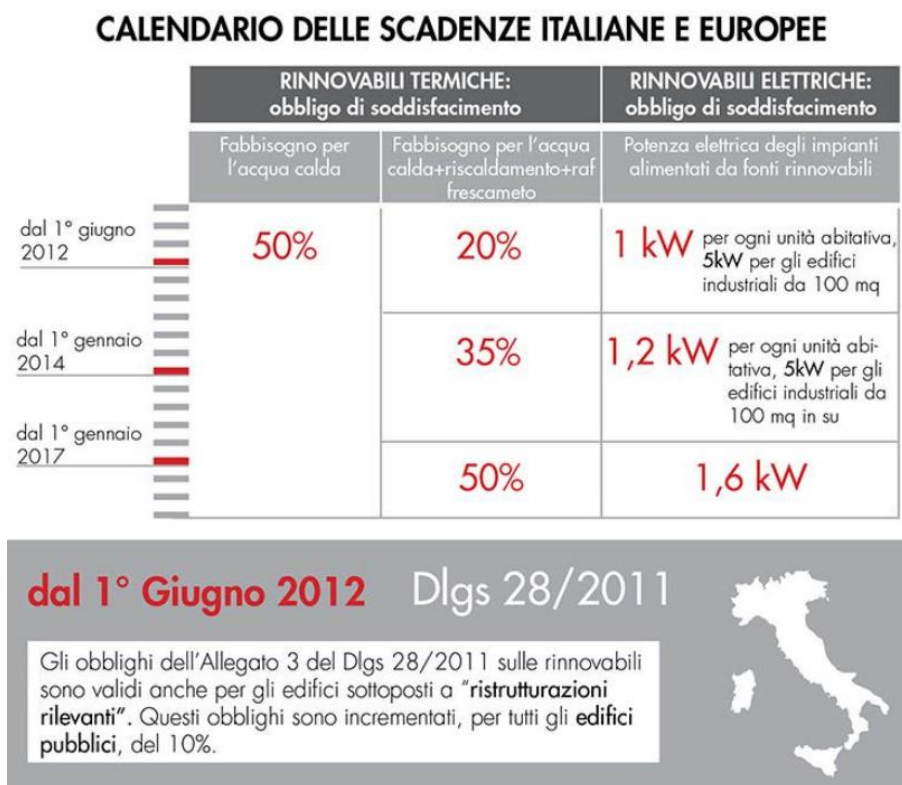 CALENDARIO DELLE SCADENZE ITALIANE E EUROPEE
RINNOVABILI TERMICHE:
obbligo di soddisfacimento
RINNOVABILI ELETTRICHE:
obbligo di soddisfacimento
Fabbisogno per
l'acqua calda
Fabbisogno per l'acqua
calda+riscaldamento+raf
frescameto
Potenza elettrica degli impianti
alimentati da fonti rinnovabili
dal 1° giugno
2012
50%
20%
1 kW
per ogni unità abitativa,
5kW per gli edifici
industriali da 100 mq
dal 1° gennaio
2014
35%
1,2 kW
per ogni unità abi-
tativa, 5kW per gli
edifici industriali da
100 mq in su
dal 1° gennaio
2017
50%
1,6 kW
dal 1° Giugno 2012
Dlgs 28/2011
Gli obblighi dell'Allegato 3 del Dlgs 28/2011 sulle rinnovabili
sono validi anche per gli edifici sottoposti a "ristrutturazioni
rilevanti". Questi obblighi sono incrementati, per tutti gli edifici
pubblici, del 10%.